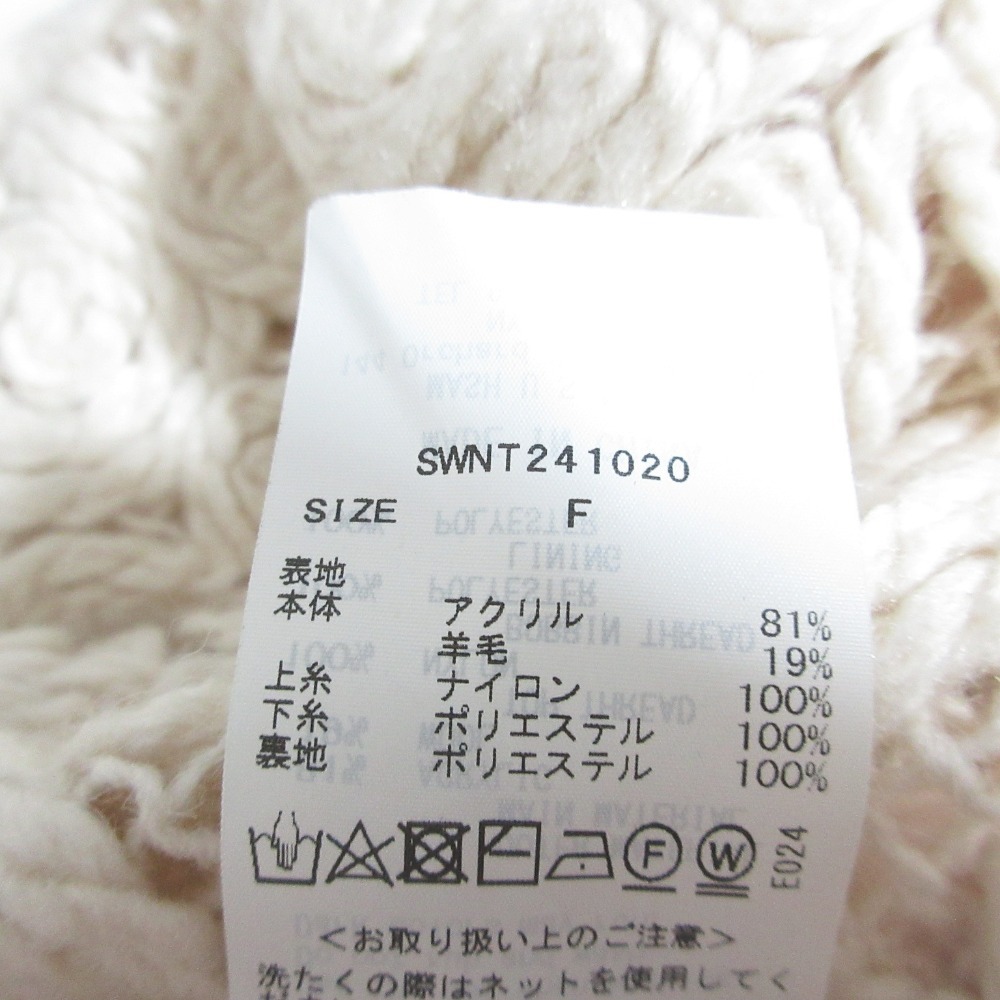 SWNT241020
SIZE F
表地
本体 アクリル 81%
羊毛 19%
上糸 ナイロン 100%
下糸 ポリエステル 100%
裏地 ポリエステル 100%
F W E024
＜お取り扱い上のご注意＞
洗たくの際はネットを使用してく